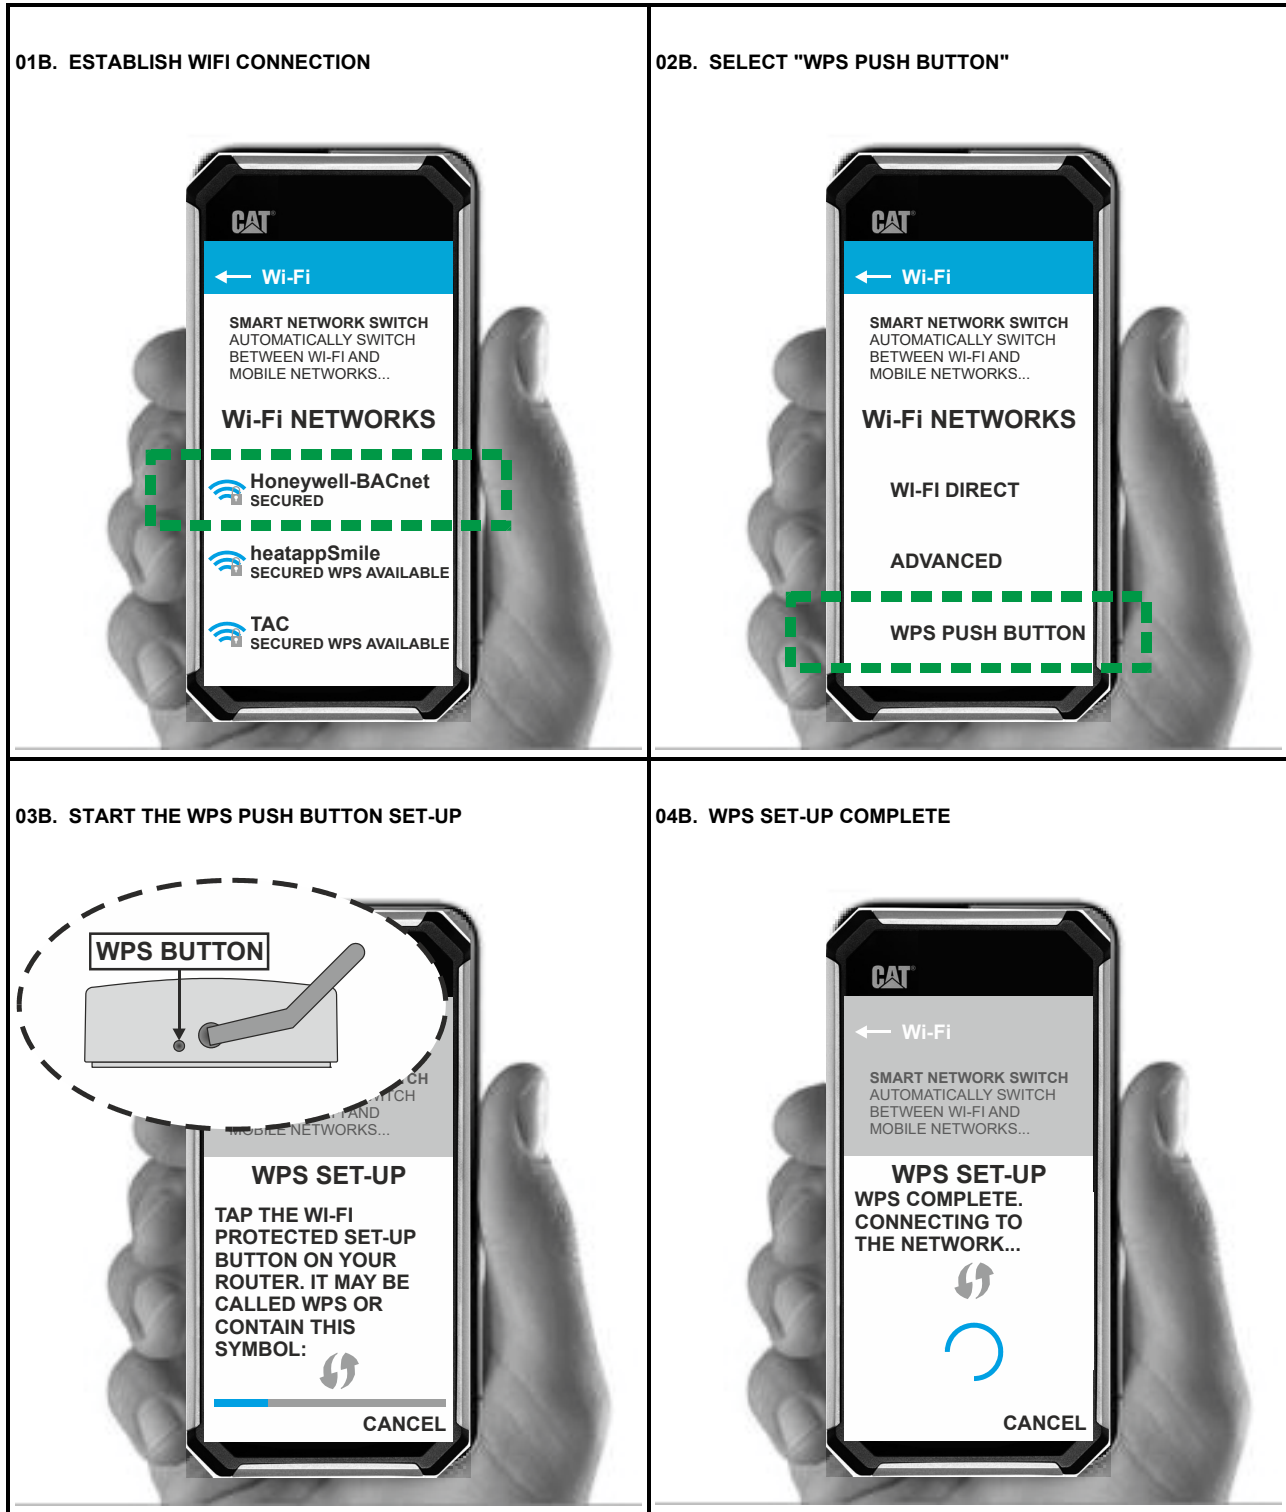 01B. ESTABLISH WIFI CONNECTION
CAT
Wi-Fi
SMART NETWORK SWITCH
AUTOMATICALLY SWITCH
BETWEEN WI-FI AND
MOBILE NETWORKS...
Wi-Fi NETWORKS
Honeywell-BACnet
SECURED
heatappSmile
SECURED WPS AVAILABLE
TAC
SECURED WPS AVAILABLE
02B. SELECT "WPS PUSH BUTTON"
CAT
Wi-Fi
SMART NETWORK SWITCH
AUTOMATICALLY SWITCH
BETWEEN WI-FI AND
MOBILE NETWORKS...
Wi-Fi NETWORKS
WI-FI DIRECT
ADVANCED
WPS PUSH BUTTON
03B. START THE WPS PUSH BUTTON SET-UP
WPS BUTTON
AND
MOBILE NETWORKS...
WPS SET-UP
TAP THE WI-FI
PROTECTED SET-UP
BUTTON ON YOUR
ROUTER. IT MAY BE
CALLED WPS OR
CONTAIN THIS
SYMBOL:
CANCEL
04B. WPS SET-UP COMPLETE
CAT
Wi-Fi
SMART NETWORK SWITCH
AUTOMATICALLY SWITCH
BETWEEN WI-FI AND
MOBILE NETWORKS...
WPS SET-UP
WPS COMPLETE.
CONNECTING TO
THE NETWORK...
CANCEL